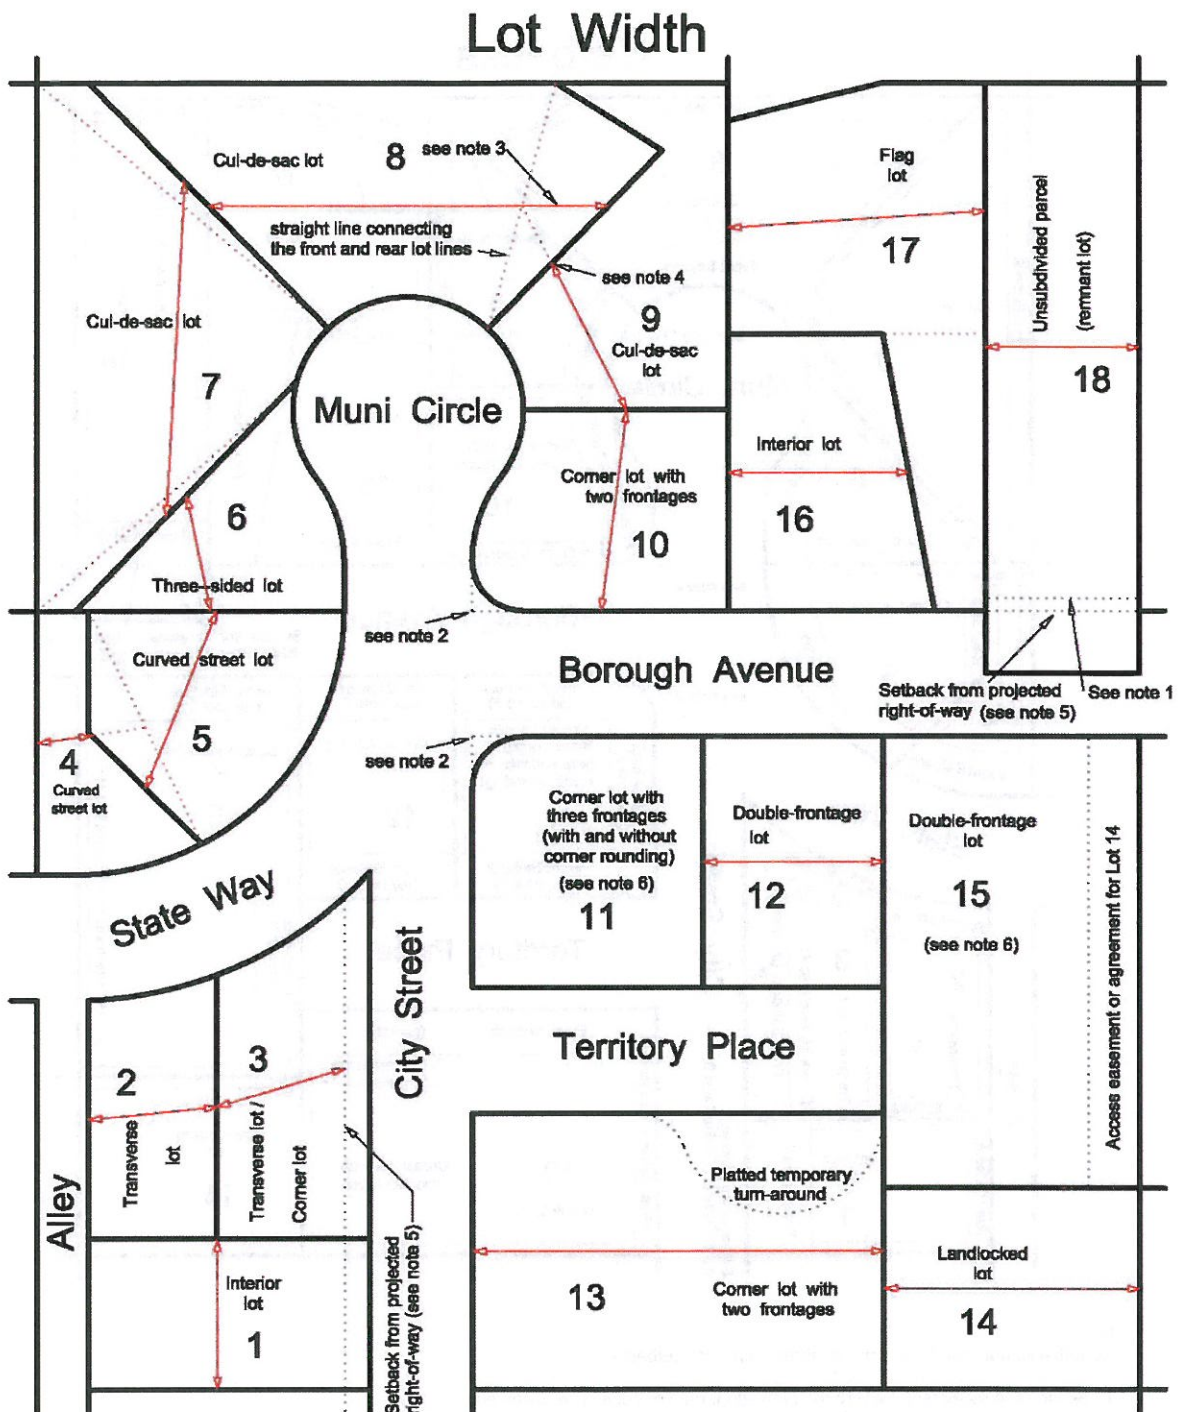 Lot Width
Cul-de-sac lot
8
see note 3
straight line connecting
the front and rear lot lines
see note 4
Flag
lot
17
Unsubdivided parcel
(remnant lot)
18
Cul-de-sac lot
7
9
Cul-de-sac
lot
Muni Circle
Interior lot
16
Corner lot with
two frontages
10
6
Three-sided lot
see note 2
Curved street lot
5
Borough Avenue
Setback from projected
right-of-way (see note 5)
See note 1
4
Curved
street lot
see note 2
Corner lot with
three frontages
(with and without
corner rounding)
(see note 6)
11
Double-frontage
lot
12
Double-frontage
lot
15
(see note 6)
Access easement or agreement for Lot 14
State Way
City Street
Territory Place
2
Transverse
lot
3
Transverse lot /
Corner lot
Alley
Platted temporary
turn-around
Setback from projected
right-of-way (see note 5)
Interior
lot
1
13
Corner lot with
two frontages
Landlocked
lot
14